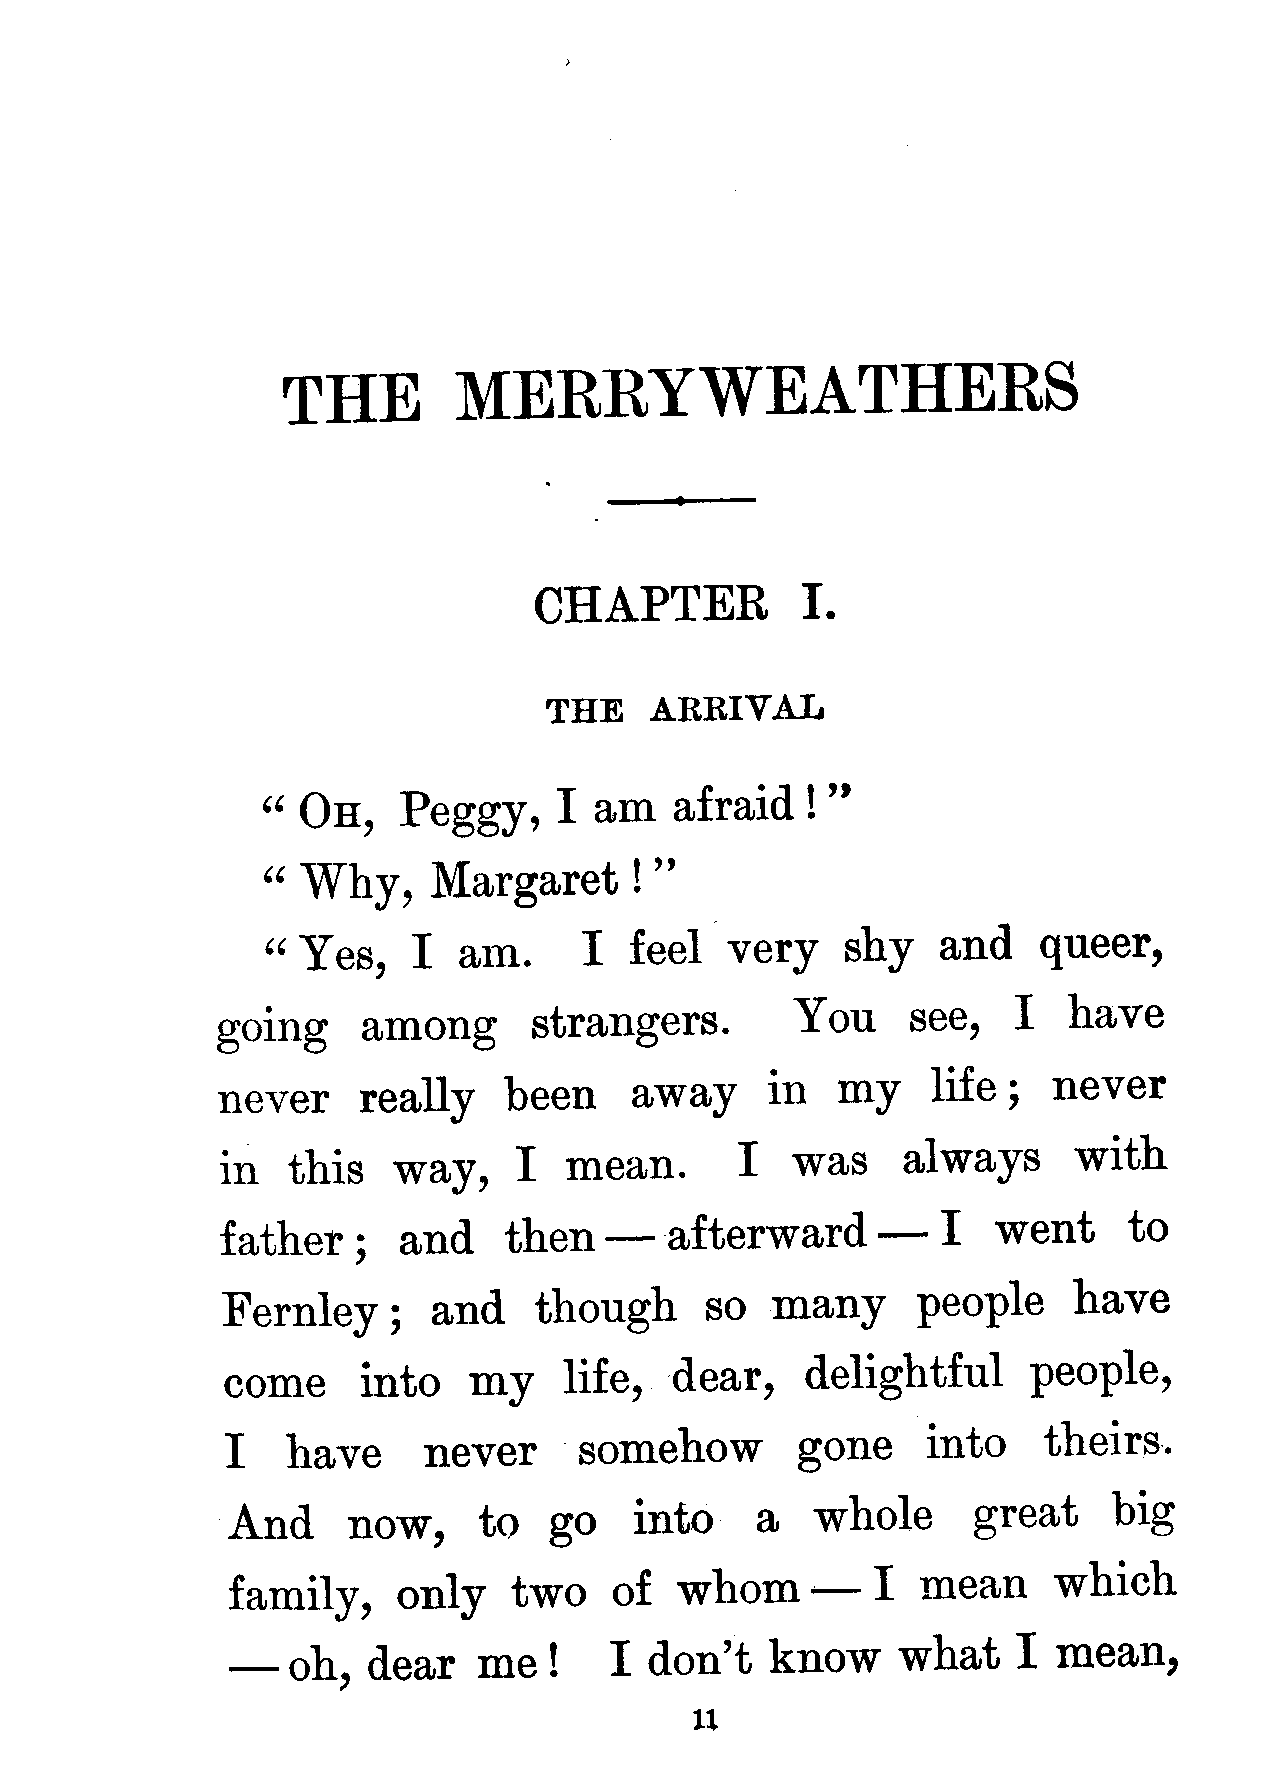 THE MERRYWEATHERS
CHAPTER I.
THE ARRIVAL
“ OH, Peggy, I am afraid ! ”
“ Why, Margaret ! ”
“ Yes, I am. I feel very shy and queer,
going among strangers. You see, I have
never really been away in my life ; never
in this way, I mean. I was always with
father ; and then — afterward — I went to
Fernley ; and though so many people have
come into my life, dear, delightful people,
I have never somehow gone into theirs.
And now, to go into a whole great big
family, only two of whom — I mean which
— oh, dear me ! I don’t know what I mean,
11